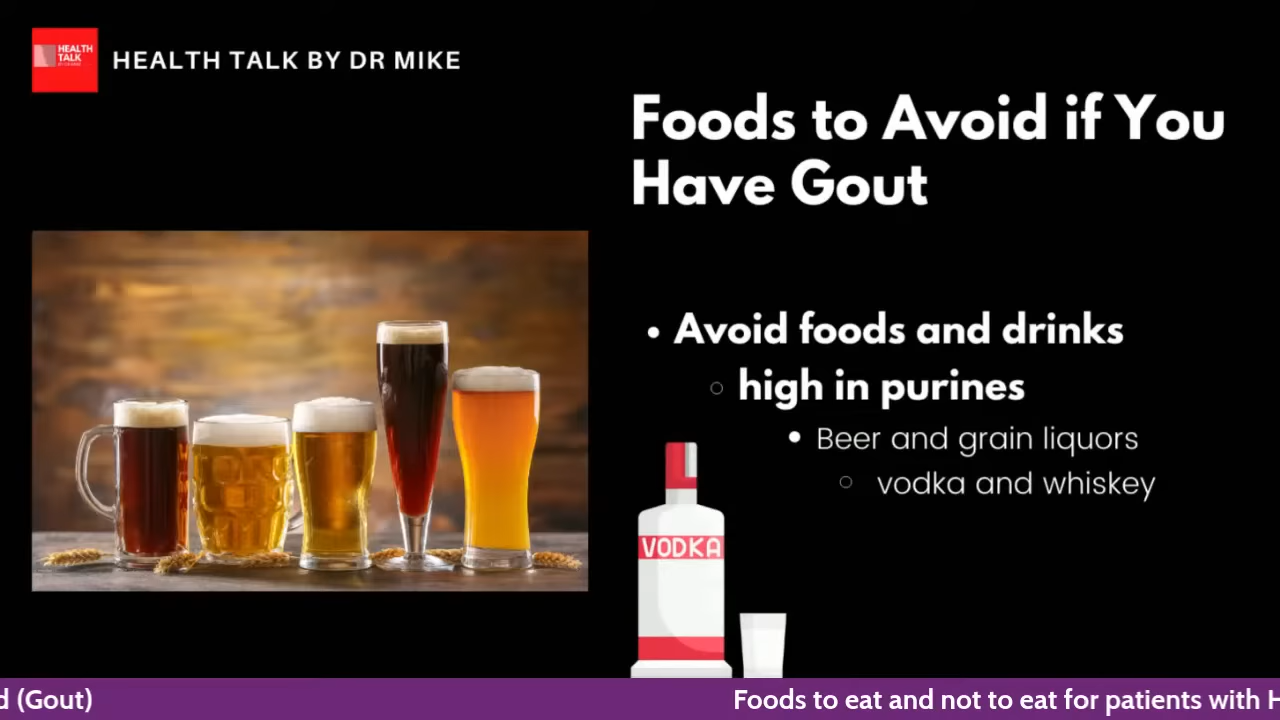 HEALTH
TALK
HEALTH TALK BY DR MIKE
Foods to Avoid if You
Have Gout
• Avoid foods and drinks
○ high in purines
• Beer and grain liquors
○ vodka and whiskey
VODKA
d (Gout)
Foods to eat and not to eat for patients with H